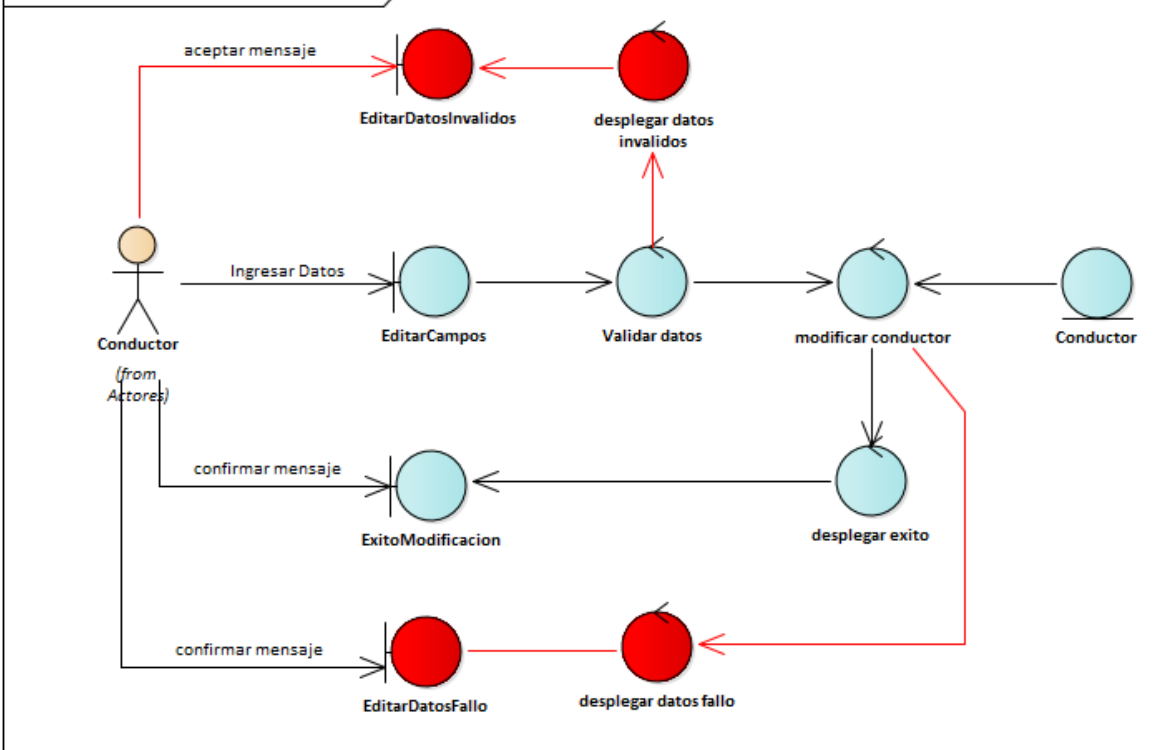 aceptar mensaje
EditarDatosInvalidos
desplegar datos
invalidos
Ingresar Datos
EditarCampos
Validar datos
modificar conductor
Conductor
Conductor
(from
Actores)
confirmar mensaje
ExitoModificacion
desplegar exito
confirmar mensaje
EditarDatosFallo
desplegar datos fallo